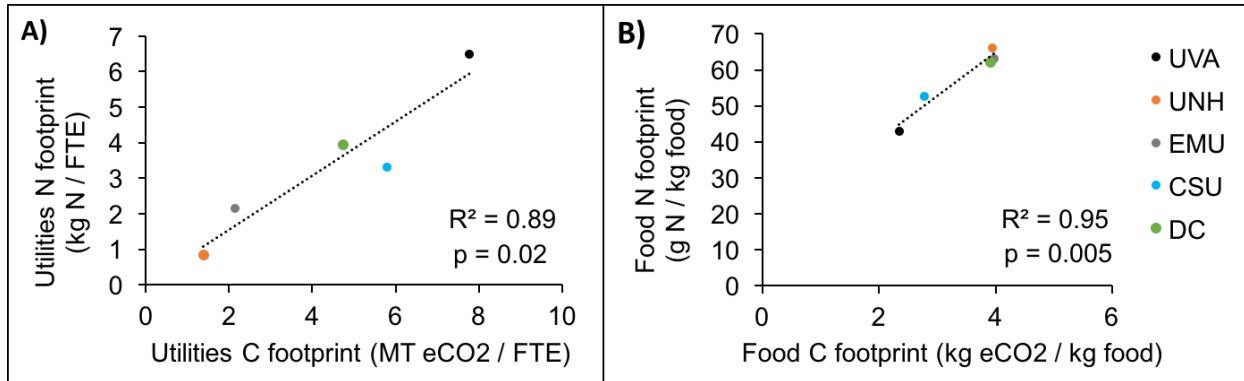 A)
Utilities N footprint
(kg N / FTE)
7
6
5
4
3
2
1
0
0 2 4 6 8 10
R² = 0.89
p = 0.02
Utilities C footprint (MT eCO2 / FTE)
B)
Food N footprint
(g N / kg food)
70
60
50
40
30
20
10
0
0 2 4 6
R² = 0.95
p = 0.005
Food C footprint (kg eCO2 / kg food)
UVA
UNH
EMU
CSU
DC